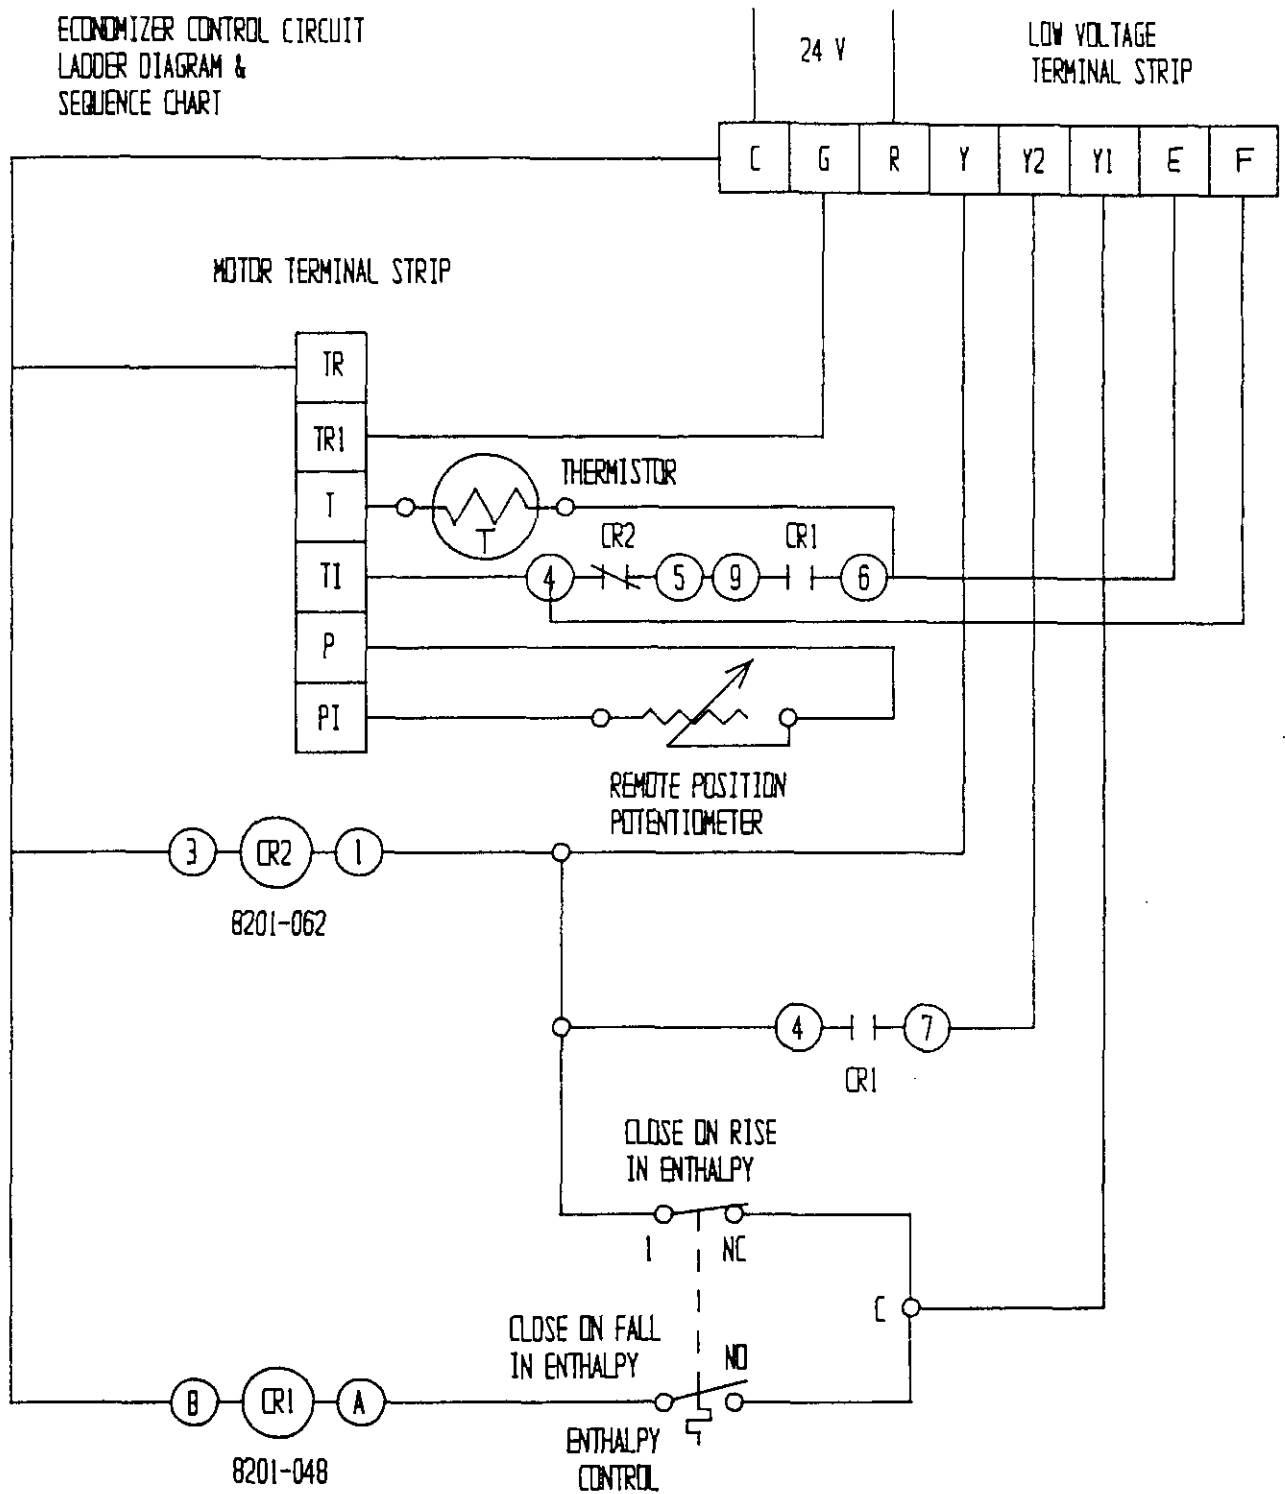 ECONOMIZER CONTROL CIRCUIT
LADDER DIAGRAM &
SEQUENCE CHART
24 V
LOW VOLTAGE
TERMINAL STRIP
C G R Y Y2 Y1 E F
MOTOR TERMINAL STRIP
TR
TR1
T
T1
P
P1
THERMISTOR
T
CR2
CR1
4 5 9 6
REMOTE POSITION
POTENTIOMETER
3 CR2 1
8201-062
4 7
CR1
CLOSE ON RISE
IN ENTHALPY
1 NC
C
CLOSE ON FALL
IN ENTHALPY
NO
B CR1 A
8201-048
ENTHALPY
CONTROL